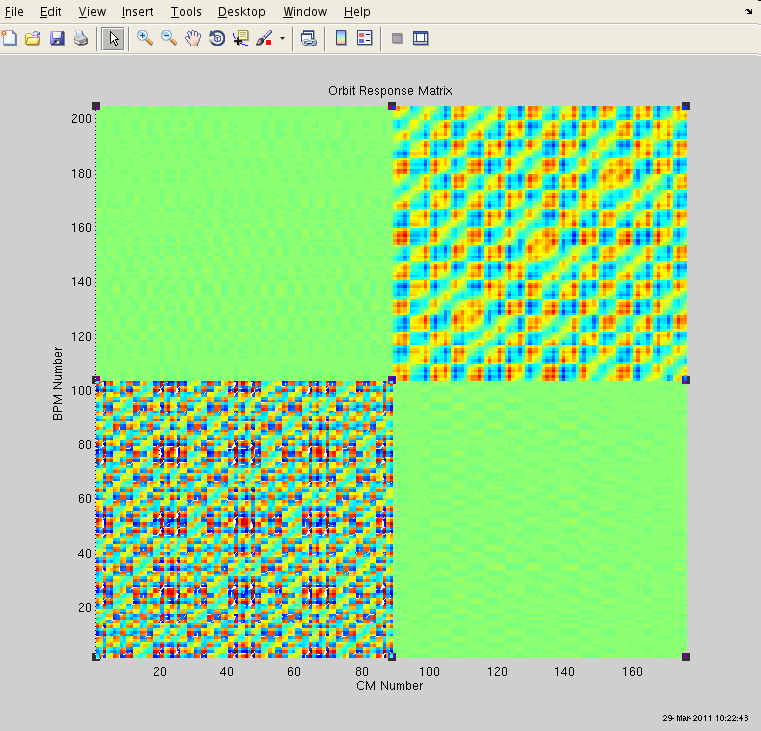 File Edit View Insert Tools Desktop Window Help
Orbit Response Matrix
200
180
160
140
120
100
80
60
40
20
BPM Number
20 40 60 80 100 120 140 160
CM Number
29-Mar-2011 10:22:43